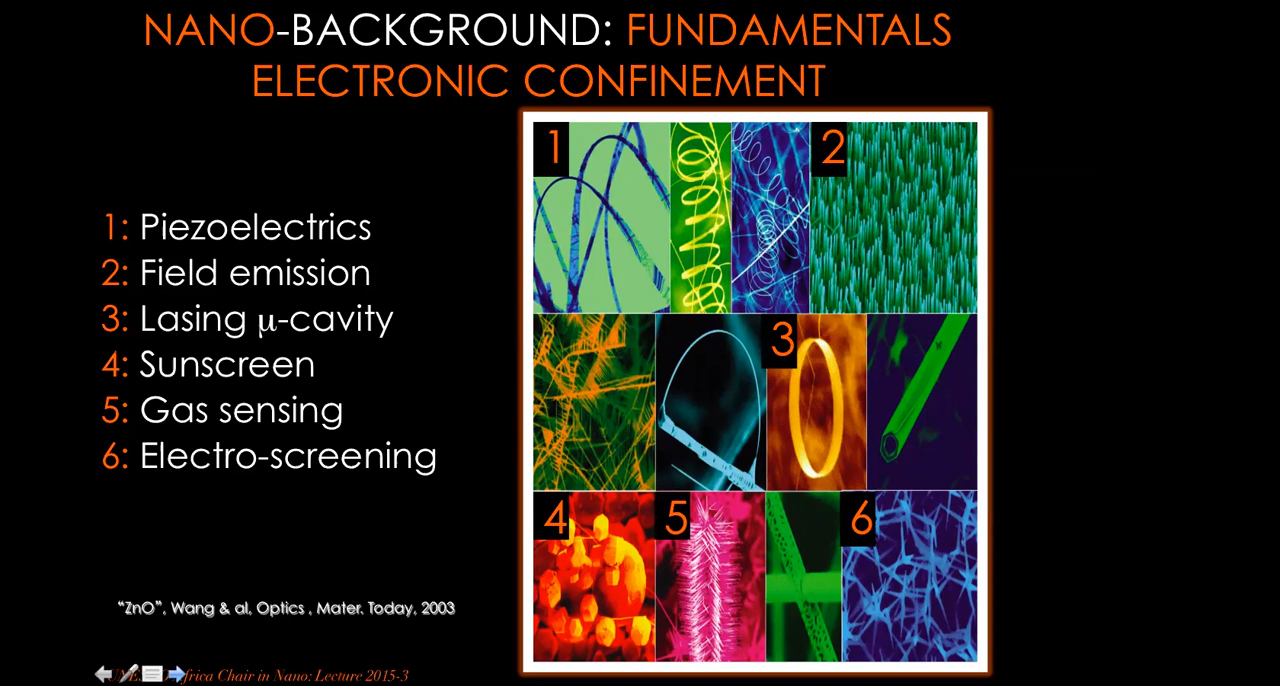 NANO-BACKGROUND: FUNDAMENTALS
ELECTRONIC CONFINEMENT
1: Piezoelectrics
2: Field emission
3: Lasing μ-cavity
4: Sunscreen
5: Gas sensing
6: Electro-screening
"ZnO", Wang & al, Optics , Mater. Today, 2003
Chair in Nano: Lecture 2015-3
1
2
3
4
5
6